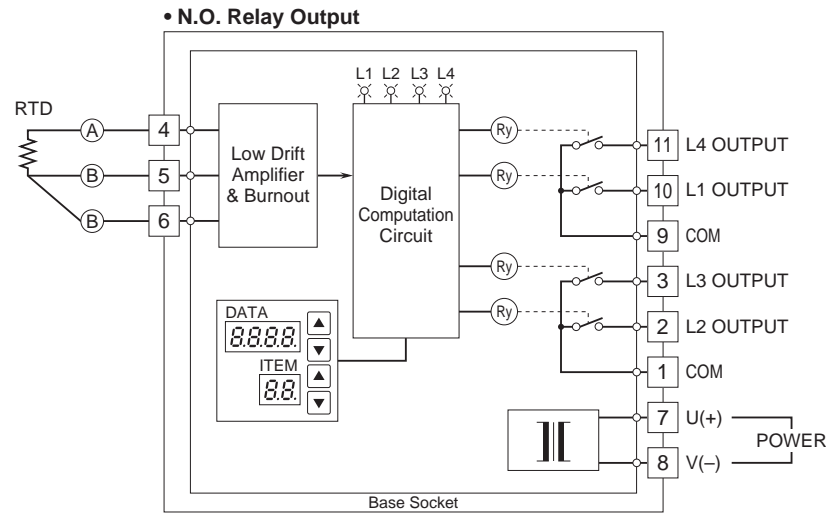 • N.O. Relay Output
L1 L2 L3 L4
RTD
A
4
B
5
B
6
Low Drift
Amplifier
& Burnout
Digital
Computation
Circuit
Ry
Ry
Ry
Ry
11 L4 OUTPUT
10 L1 OUTPUT
9 COM
3 L3 OUTPUT
2 L2 OUTPUT
1 COM
7 U(+)
8 V(–)
POWER
DATA
8.8.8.8.
ITEM
8.8.
Base Socket